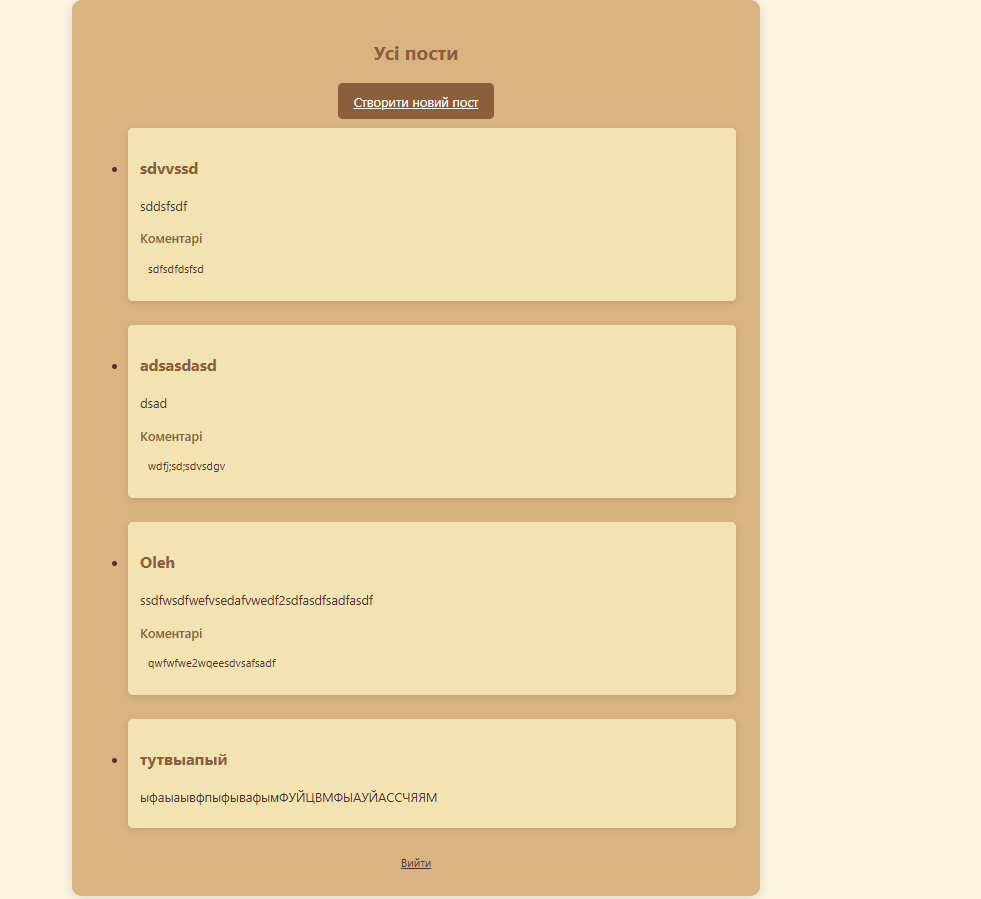 Усі пости
Створити новий пост
sdvvssd
sddsfsdf
Коментарі
sdfsdfdsfsd
adsasdasd
dsad
Коментарі
wdfj;sd;sdvsdgv
Oleh
ssdfwsdfwefvsedafvwedf2sdfasdfsadfasdf
Коментарі
qwfwfwe2wqeesdvsafsadf
тутвыапый
ыфаыаывфпыфывафымФУЙЦВМФЫАУЙАССЧЯЯМ
Вийти